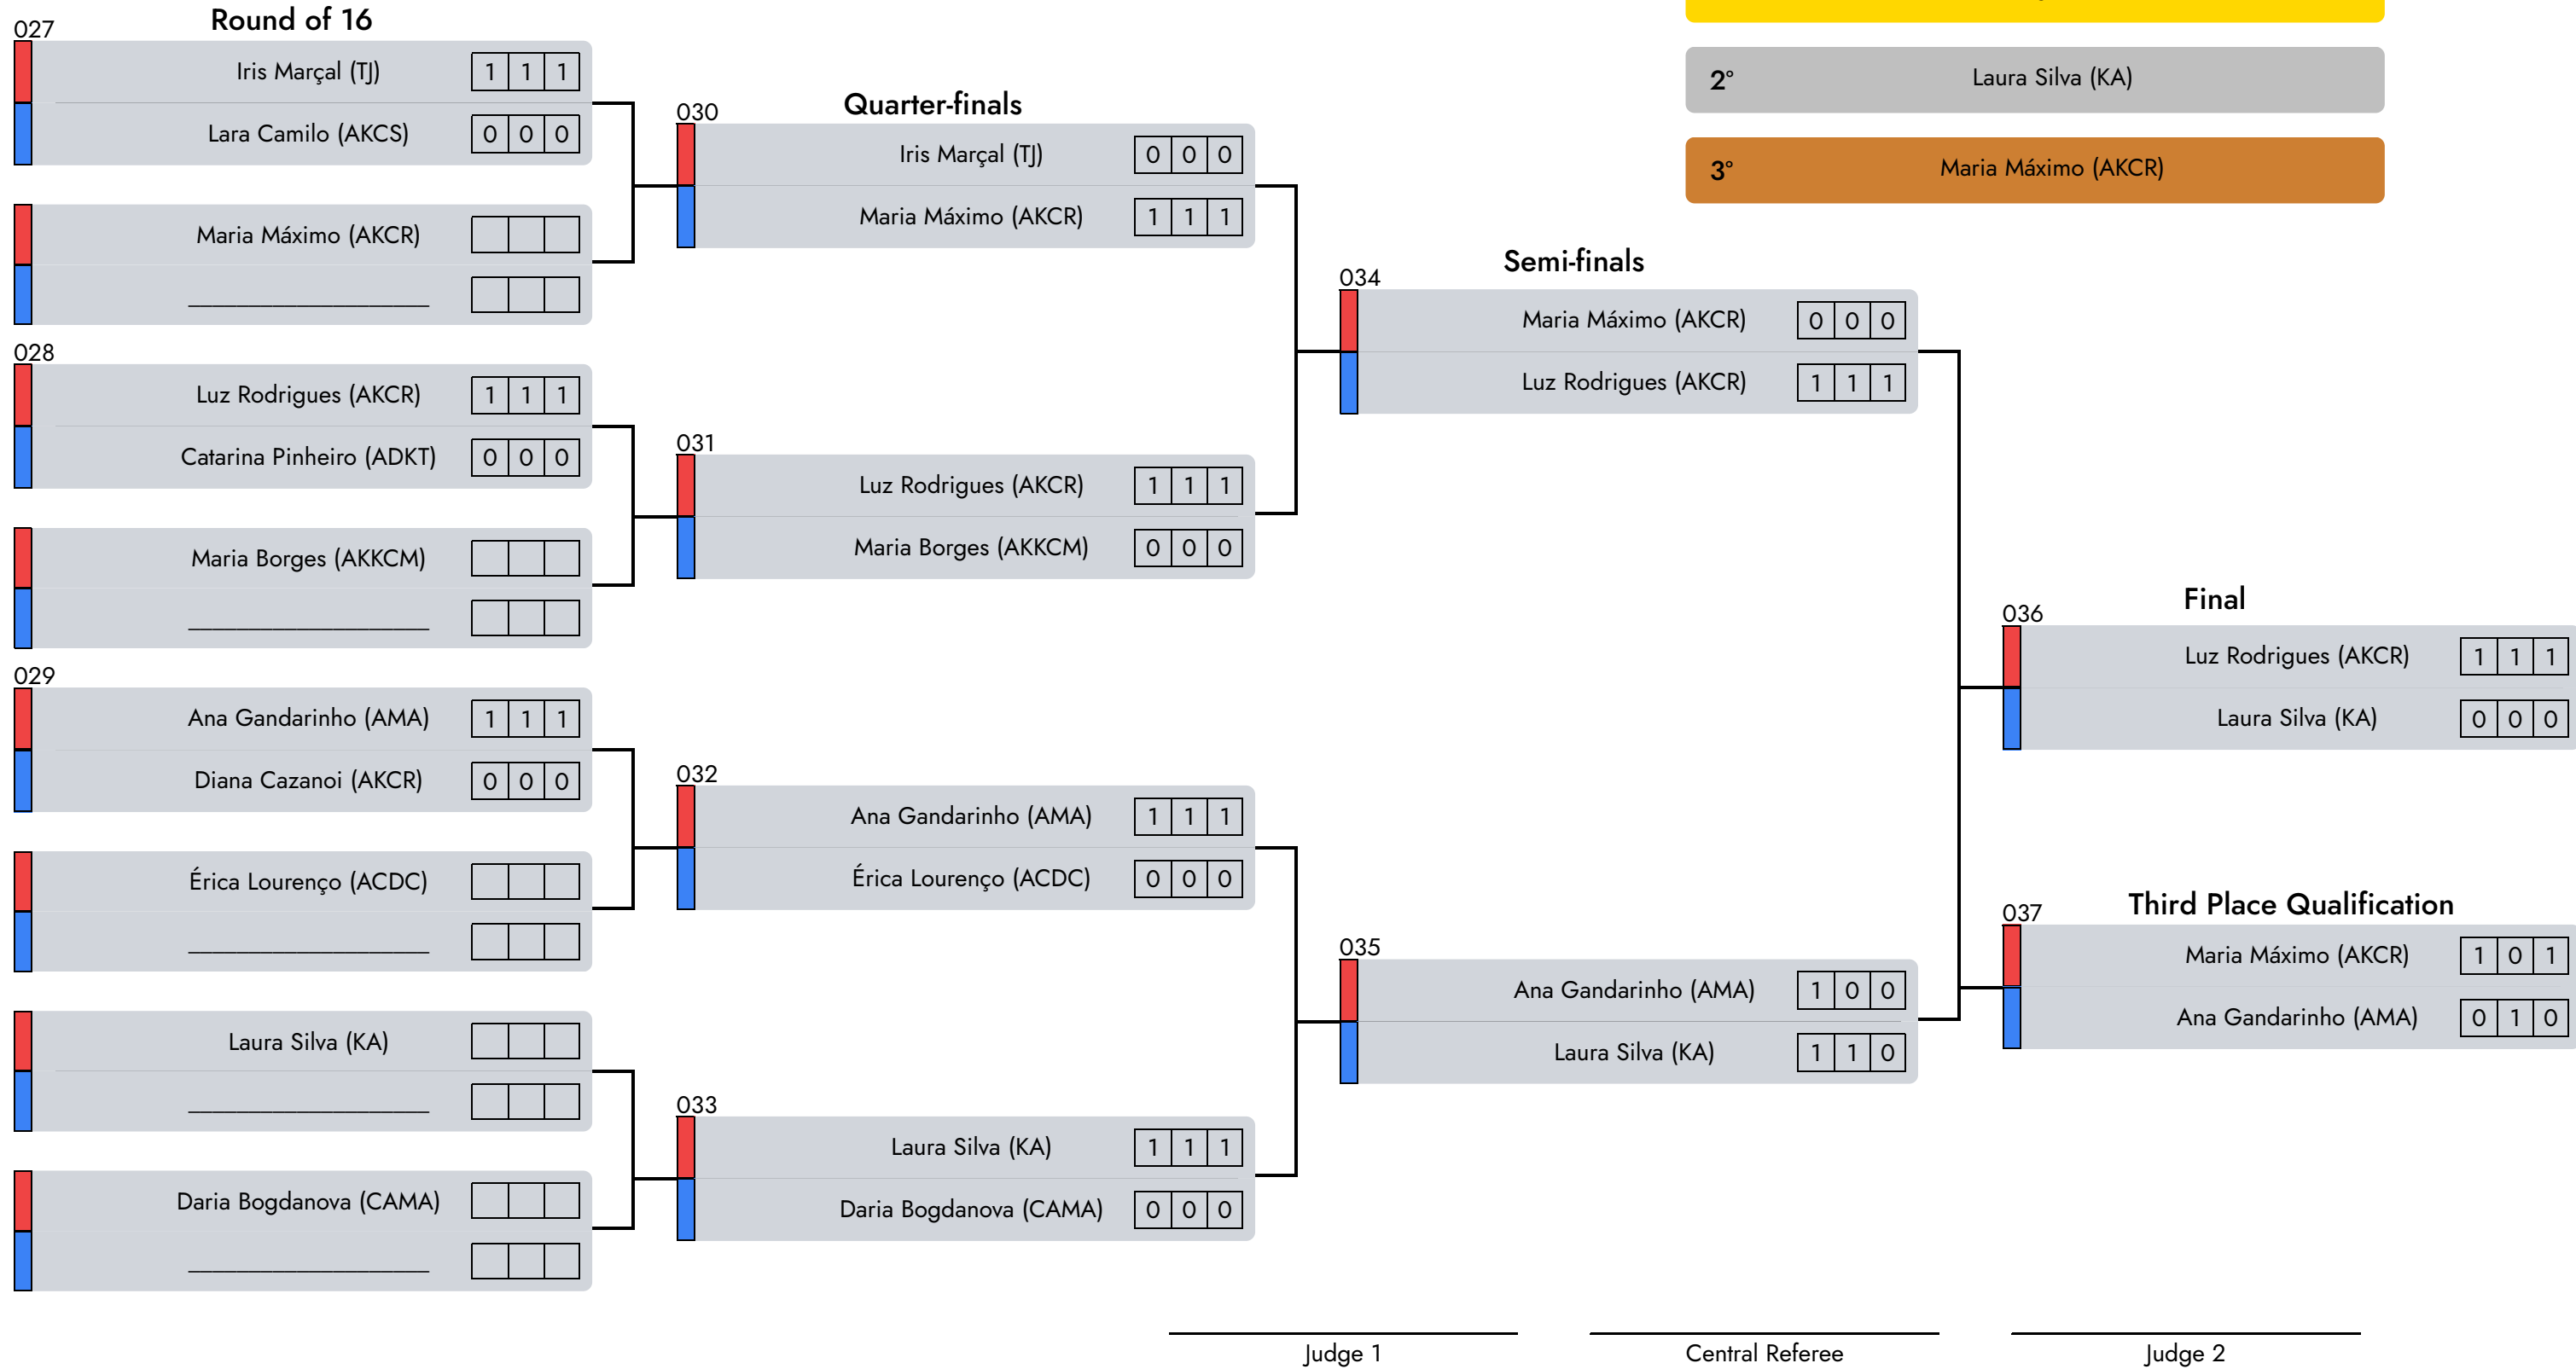 Round of 16
027
Iris Marçal (TJ) 1 1 1
Lara Camilo (AKCS) 0 0 0
Maria Máximo (AKCR)
028
Luz Rodrigues (AKCR) 1 1 1
Catarina Pinheiro (ADKT) 0 0 0
Maria Borges (AKKCM)
029
Ana Gandarinho (AMA) 1 1 1
Diana Cazanoi (AKCR) 0 0 0
Érica Lourenço (ACDC)
Laura Silva (KA)
Daria Bogdanova (CAMA)
Quarter-finals
030
Iris Marçal (TJ) 0 0 0
Maria Máximo (AKCR) 1 1 1
031
Luz Rodrigues (AKCR) 1 1 1
Maria Borges (AKKCM) 0 0 0
032
Ana Gandarinho (AMA) 1 1 1
Érica Lourenço (ACDC) 0 0 0
033
Laura Silva (KA) 1 1 1
Daria Bogdanova (CAMA) 0 0 0
2° Laura Silva (KA)
3° Maria Máximo (AKCR)
Semi-finals
034
Maria Máximo (AKCR) 0 0 0
Luz Rodrigues (AKCR) 1 1 1
035
Ana Gandarinho (AMA) 1 0 0
Laura Silva (KA) 1 1 0
Final
036
Luz Rodrigues (AKCR) 1 1 1
Laura Silva (KA) 0 0 0
Third Place Qualification
037
Maria Máximo (AKCR) 1 0 1
Ana Gandarinho (AMA) 0 1 0
Judge 1
Central Referee
Judge 2